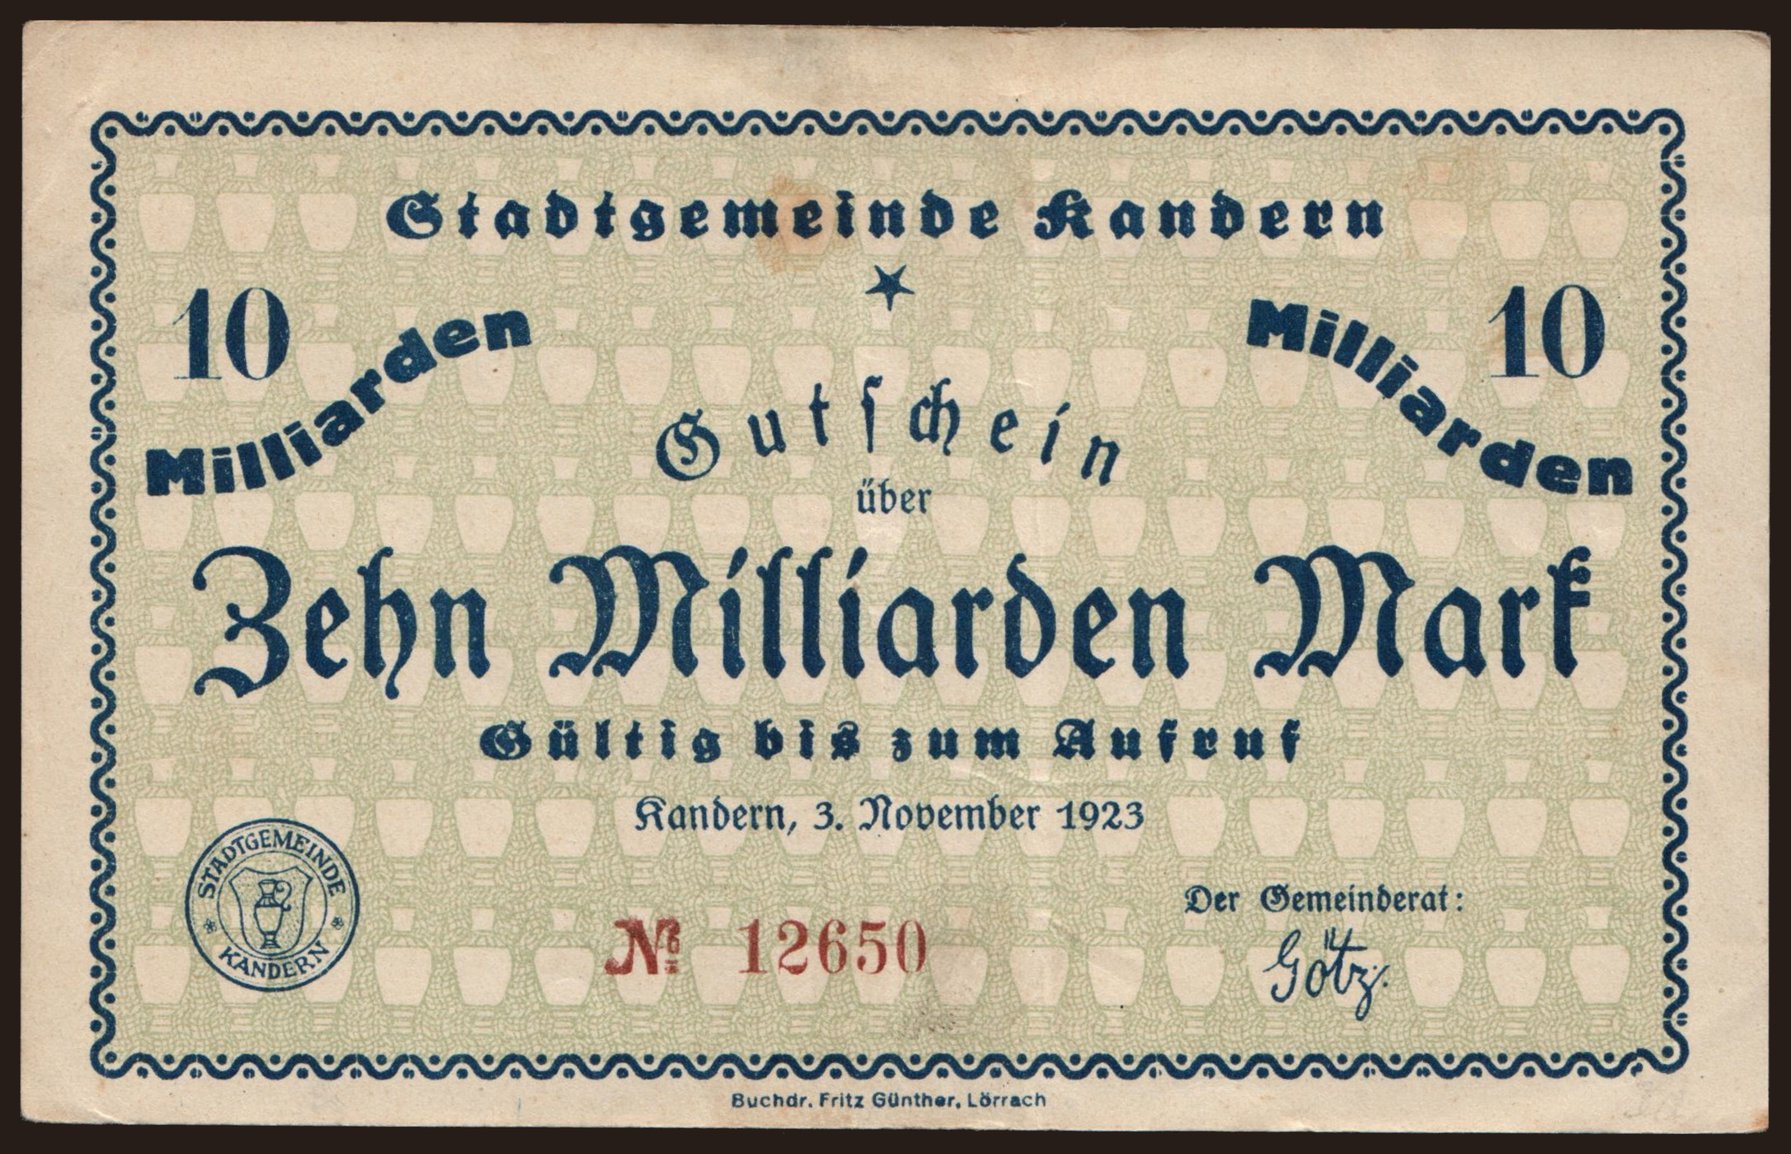 Stadtgemeinde Kandern
10 Milliarden
Milliarden 10
Gutschein
über
Zehn Milliarden Mark
Gültig bis zum Aufruf
Kandern, 3. November 1923
STADTGEMEINDE KANDERN
№ 12650
Der Gemeinderat:
Götz.
Buchdr. Fritz Günther, Lörrach